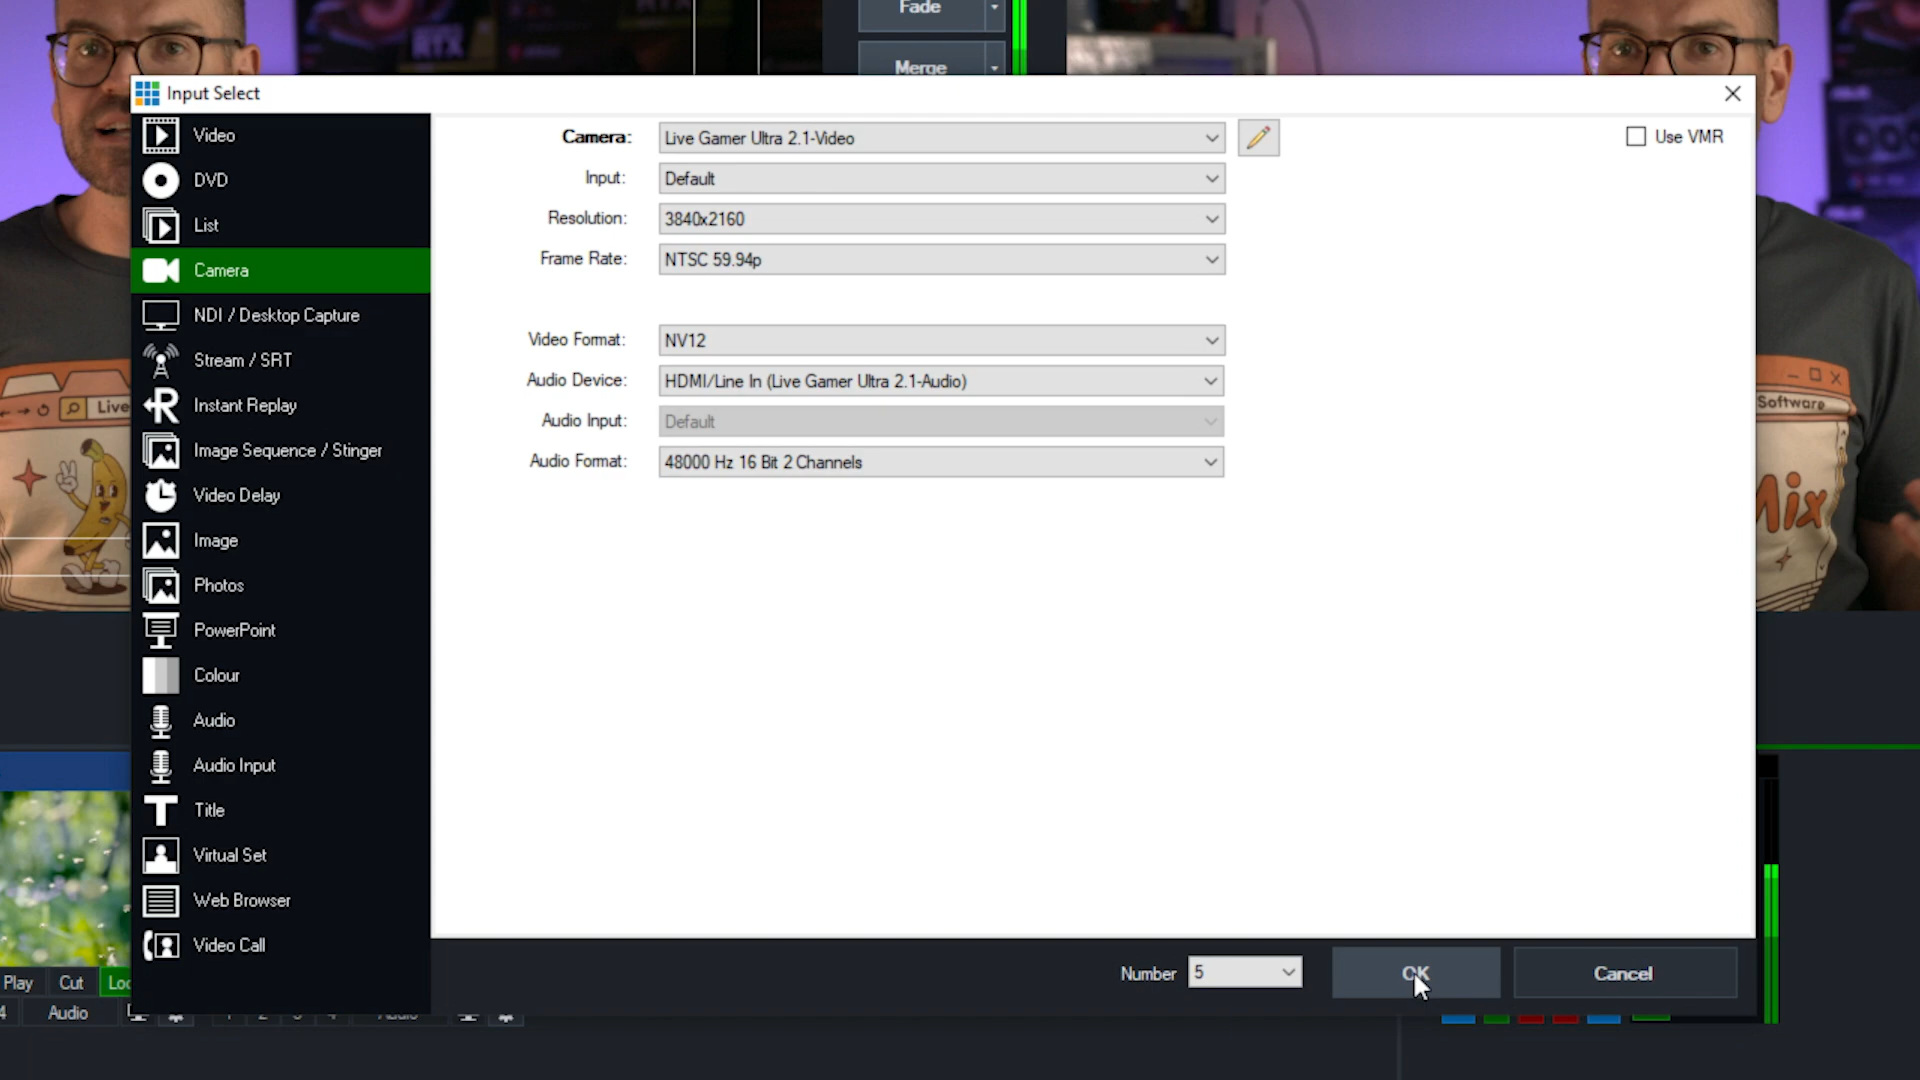 RTX
Fade
Merge
Input Select
Video
DVD
List
Camera
NDI / Desktop Capture
Stream / SRT
Instant Replay
Image Sequence / Stinger
Video Delay
Image
Photos
PowerPoint
Colour
Audio
Audio Input
Title
Virtual Set
Web Browser
Video Call
Camera:
Live Gamer Ultra 2.1-Video
Use VMR
Input:
Default
Resolution:
3840x2160
Frame Rate:
NTSC 59.94p
Video Format:
NV12
Audio Device:
HDMI/Line In (Live Gamer Ultra 2.1-Audio)
Audio Input:
Default
Audio Format:
48000 Hz 16 Bit 2 Channels
Number
5
OK
Cancel
Live
Software
Mix
Play
Cut
Loo
4
Audio